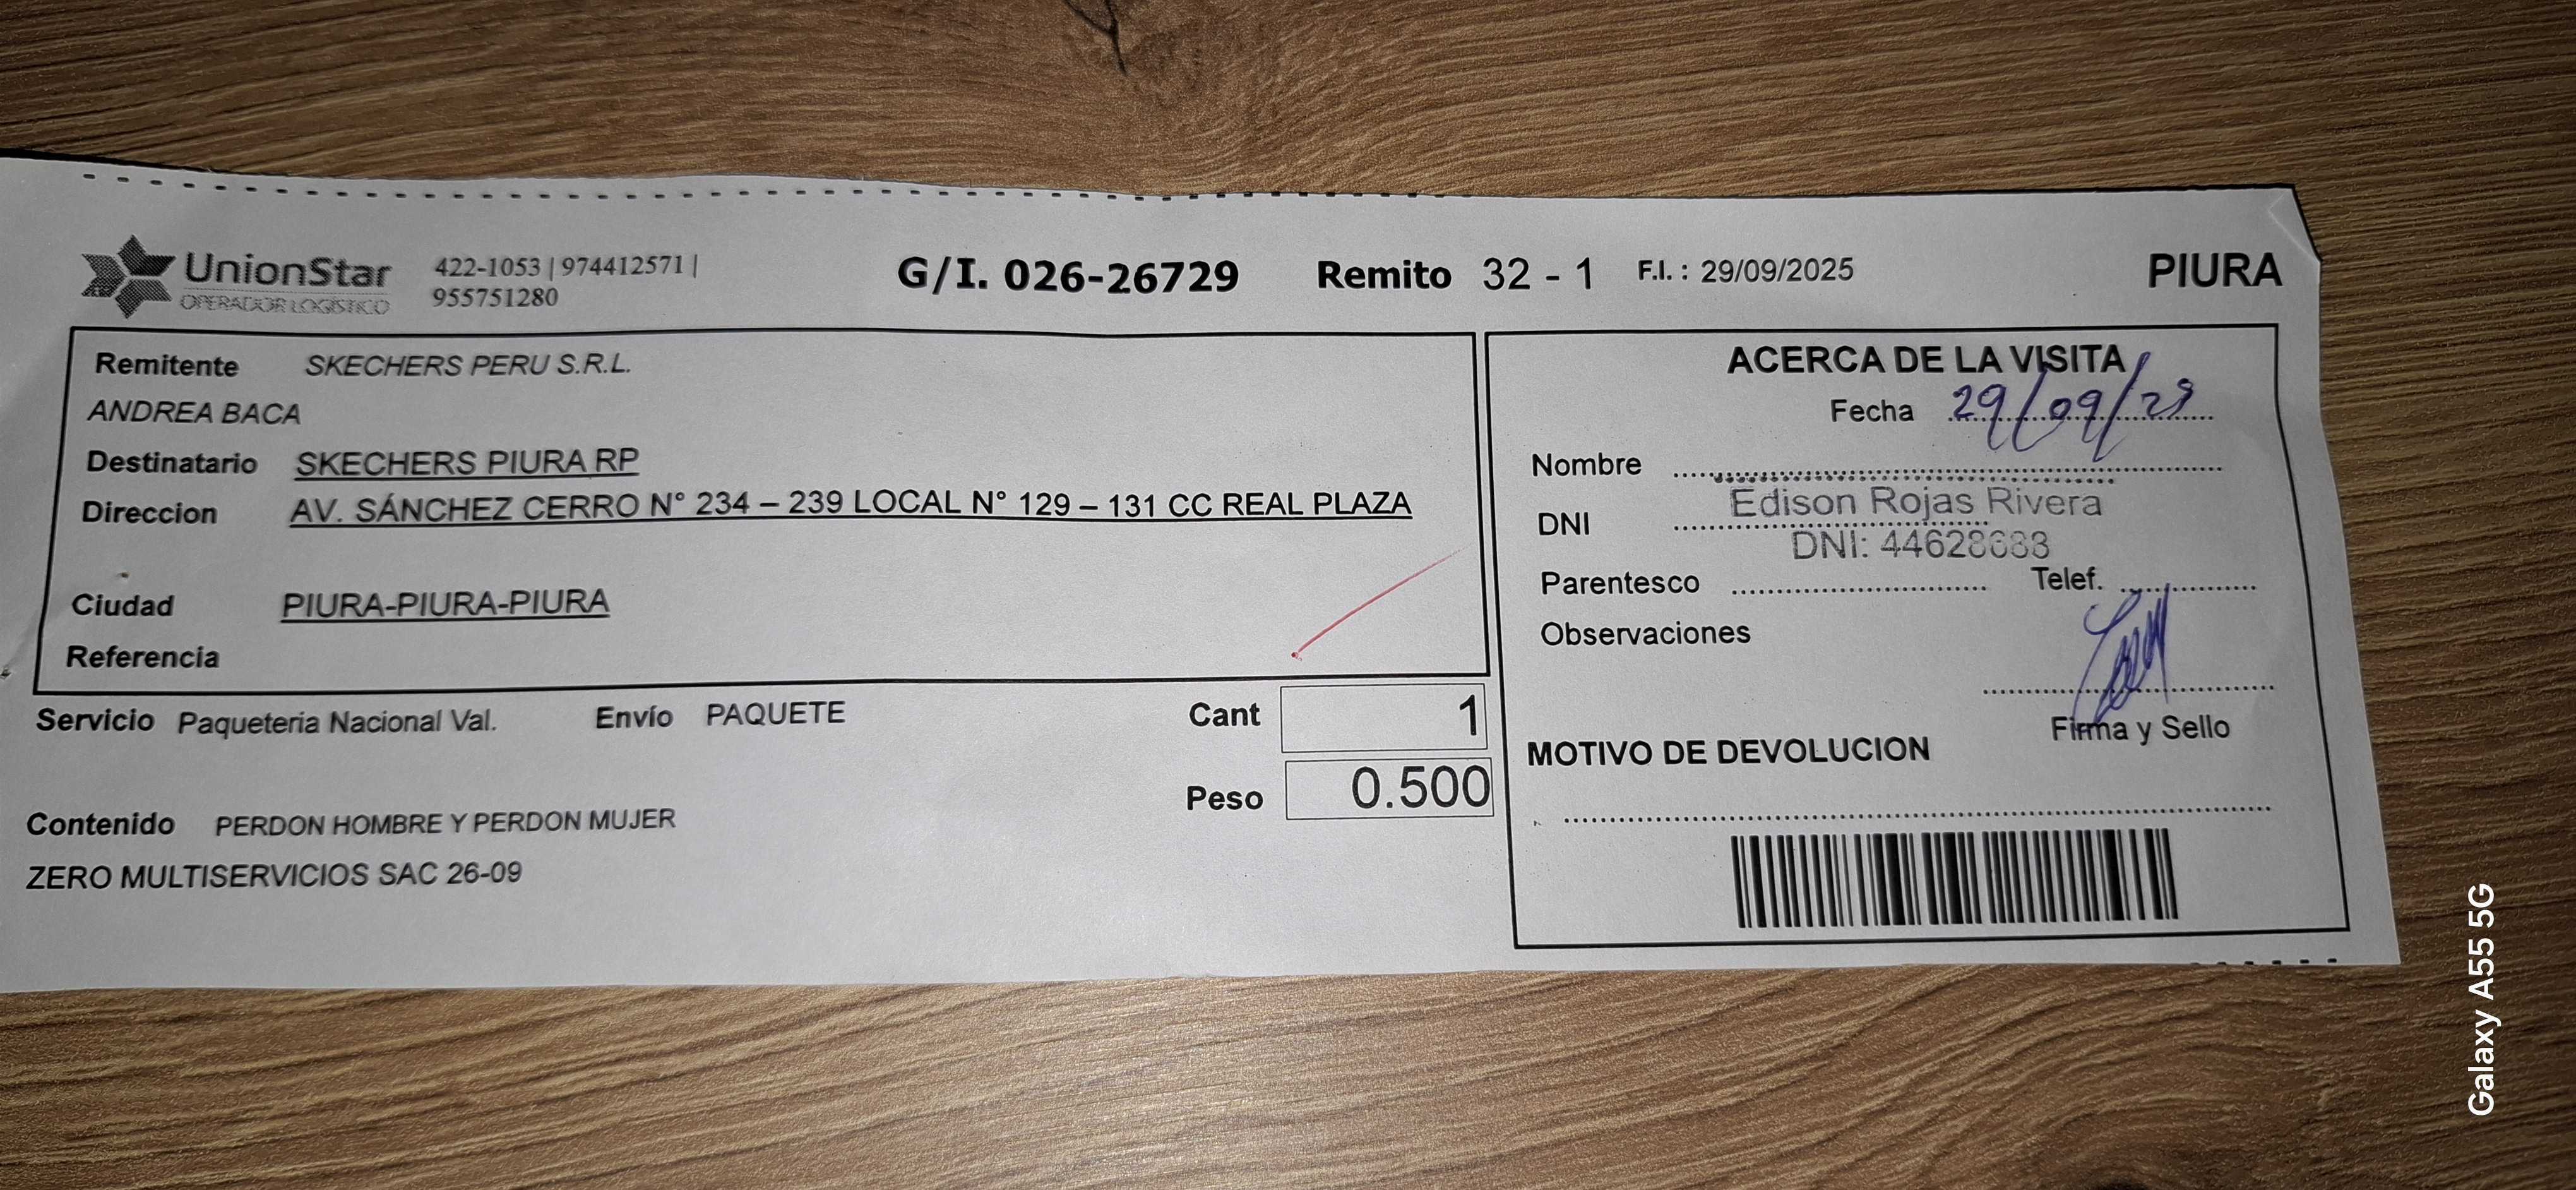 UnionStar
OPERADOR LOGÍSTICO
422-1053 | 974412571 |
955751280
G/I. 026-26729 Remito 32 - 1 F.I. : 29/09/2025 PIURA
Remitente SKECHERS PERU S.R.L.
ANDREA BACA
Destinatario SKECHERS PIURA RP
Direccion AV. SÁNCHEZ CERRO N° 234 – 239 LOCAL N° 129 – 131 CC REAL PLAZA
Ciudad PIURA-PIURA-PIURA
Referencia
Servicio Paqueteria Nacional Val. Envío PAQUETE
Cant 1
Peso 0.500
Contenido PERDON HOMBRE Y PERDON MUJER
ZERO MULTISERVICIOS SAC 26-09
ACERCA DE LA VISITA
Fecha 29/09/
Nombre
Edison Rojas Rivera
DNI
DNI:
Parentesco Telef.
Observaciones
Firma y Sello
MOTIVO DE DEVOLUCION
Galaxy A55 5G